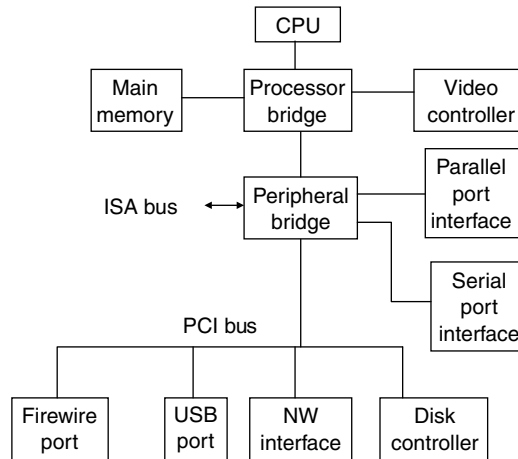 CPU
Main
memory
Processor
bridge
Video
controller
ISA bus
Peripheral
bridge
Parallel
port
interface
Serial
port
interface
PCI bus
Firewire
port
USB
port
NW
interface
Disk
controller